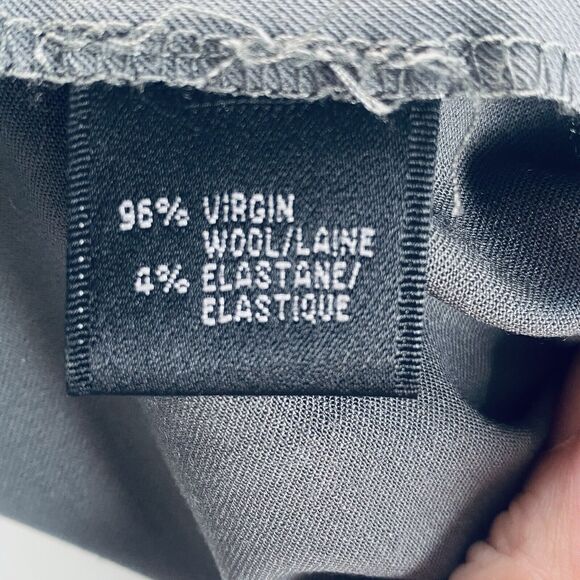 96% VIRGIN
WOOL/LAINE
4% ELASTANE/
ELASTIQUE